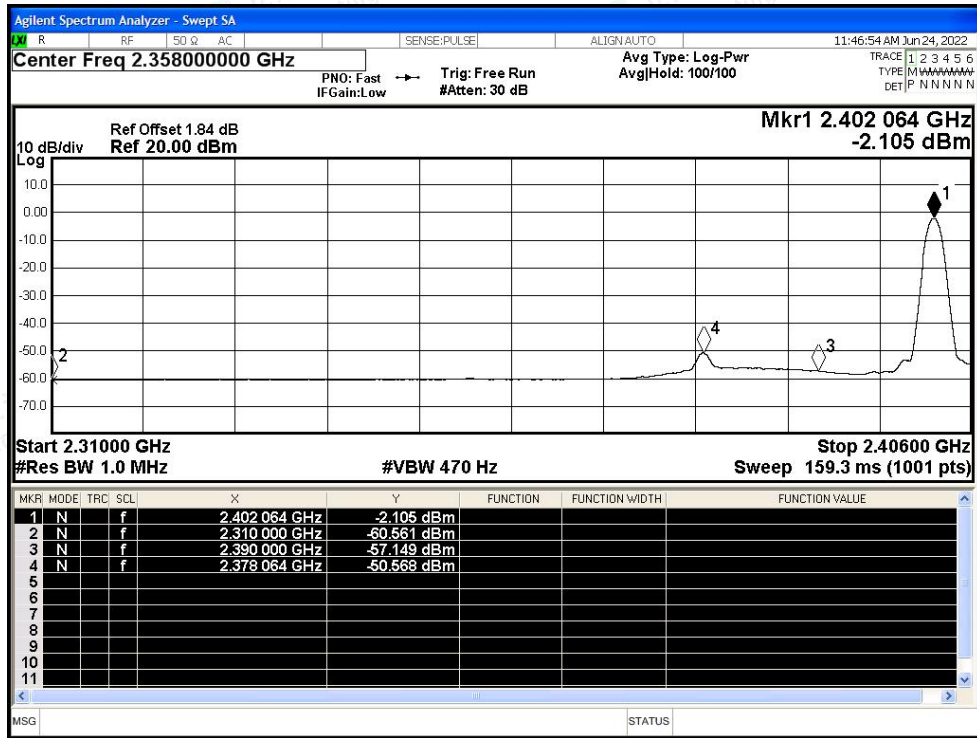 Agilent Spectrum Analyzer - Swept SA
LXI R RF 50 Ω AC SENSE:PULSE ALIGN AUTO 11:46:54 AM Jun 24, 2022
Center Freq 2.358000000 GHz
PNO: Fast
IFGain:Low
Trig: Free Run
#Atten: 30 dB
Avg Type: Log-Pwr
Avg|Hold: 100/100
TRACE 1 2 3 4 5 6
TYPE M
DET P N N N N N
Ref Offset 1.84 dB
10 dB/div Ref 20.00 dBm
Log
Mkr1 2.402 064 GHz
-2.105 dBm
10.0
0.00
-10.0
-20.0
-30.0
-40.0
-50.0
-60.0
-70.0
1
2
3
4
Start 2.31000 GHz Stop 2.40600 GHz
#Res BW 1.0 MHz #VBW 470 Hz Sweep 159.3 ms (1001 pts)
MKR MODE TRC SCL X Y FUNCTION FUNCTION WIDTH FUNCTION VALUE
1 N f 2.402 064 GHz -2.105 dBm
2 N f 2.310 000 GHz -60.561 dBm
3 N f 2.390 000 GHz -57.149 dBm
4 N f 2.378 064 GHz -50.568 dBm
5
6
7
8
9
10
11
MSG STATUS